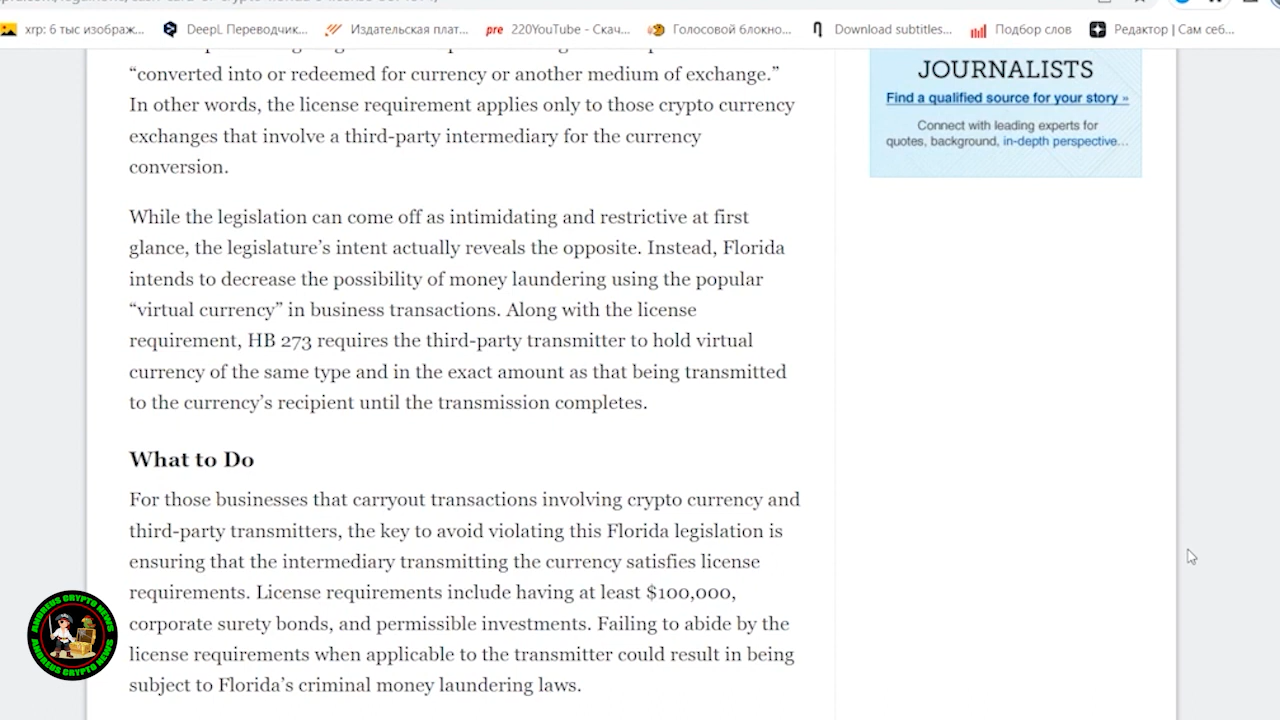 хгр: 6 тыс изображ...
DeepL Переводчик...
Издательская плат...
pre 220YouTube - Скач...
Голосовой блокно...
Download subtitles...
Подбор слов
Редактор | Сам себ...
“converted into or redeemed for currency or another medium of exchange.”
In other words, the license requirement applies only to those crypto currency
exchanges that involve a third-party intermediary for the currency
conversion.
While the legislation can come off as intimidating and restrictive at first
glance, the legislature’s intent actually reveals the opposite. Instead, Florida
intends to decrease the possibility of money laundering using the popular
“virtual currency” in business transactions. Along with the license
requirement, HB 273 requires the third-party transmitter to hold virtual
currency of the same type and in the exact amount as that being transmitted
to the currency’s recipient until the transmission completes.
What to Do
For those businesses that carryout transactions involving crypto currency and
third-party transmitters, the key to avoid violating this Florida legislation is
ensuring that the intermediary transmitting the currency satisfies license
requirements. License requirements include having at least $100,000,
corporate surety bonds, and permissible investments. Failing to abide by the
license requirements when applicable to the transmitter could result in being
subject to Florida’s criminal money laundering laws.
JOURNALISTS
Find a qualified source for your story »
Connect with leading experts for
quotes, background, in-depth perspective...
ANDREUS CRYPTO NEWS
ANDREUS CRYPTO NEWS